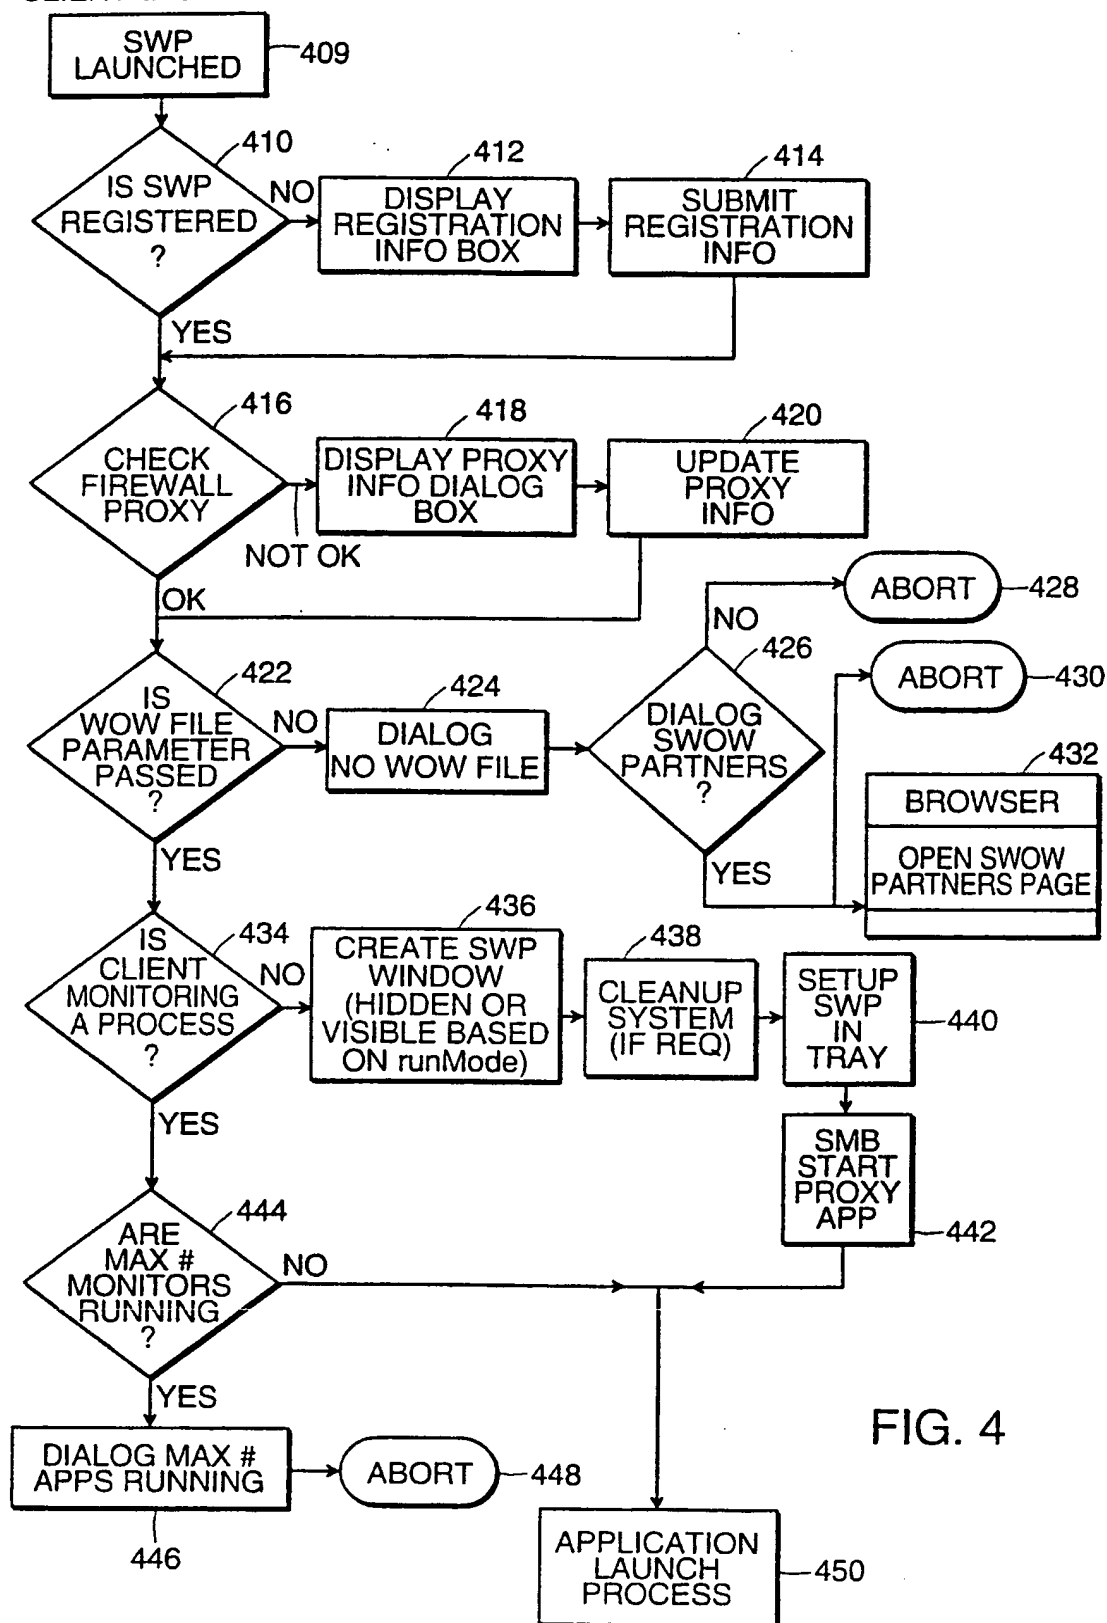 SWP
LAUNCHED
409
410
IS SWP
REGISTERED
?
NO
412
DISPLAY
REGISTRATION
INFO BOX
414
SUBMIT
REGISTRATION
INFO
YES
416
CHECK
FIREWALL
PROXY
NOT OK
418
DISPLAY PROXY
INFO DIALOG
BOX
420
UPDATE
PROXY
INFO
OK
422
IS
WOW FILE
PARAMETER
PASSED
?
NO
424
DIALOG
NO WOW FILE
426
DIALOG
SWOW
PARTNERS
?
NO
ABORT
428
ABORT
430
YES
432
BROWSER
OPEN SWOW
PARTNERS PAGE
YES
434
IS
CLIENT
MONITORING
A PROCESS
?
NO
436
CREATE SWP
WINDOW
(HIDDEN OR
VISIBLE BASED
ON runMode)
438
CLEANUP
SYSTEM
(IF REQ)
SETUP
SWP
IN
TRAY
440
SMB
START
PROXY
APP
442
YES
444
ARE
MAX #
MONITORS
RUNNING
?
NO
YES
DIALOG MAX #
APPS RUNNING
446
ABORT
448
APPLICATION
LAUNCH
PROCESS
450
FIG. 4